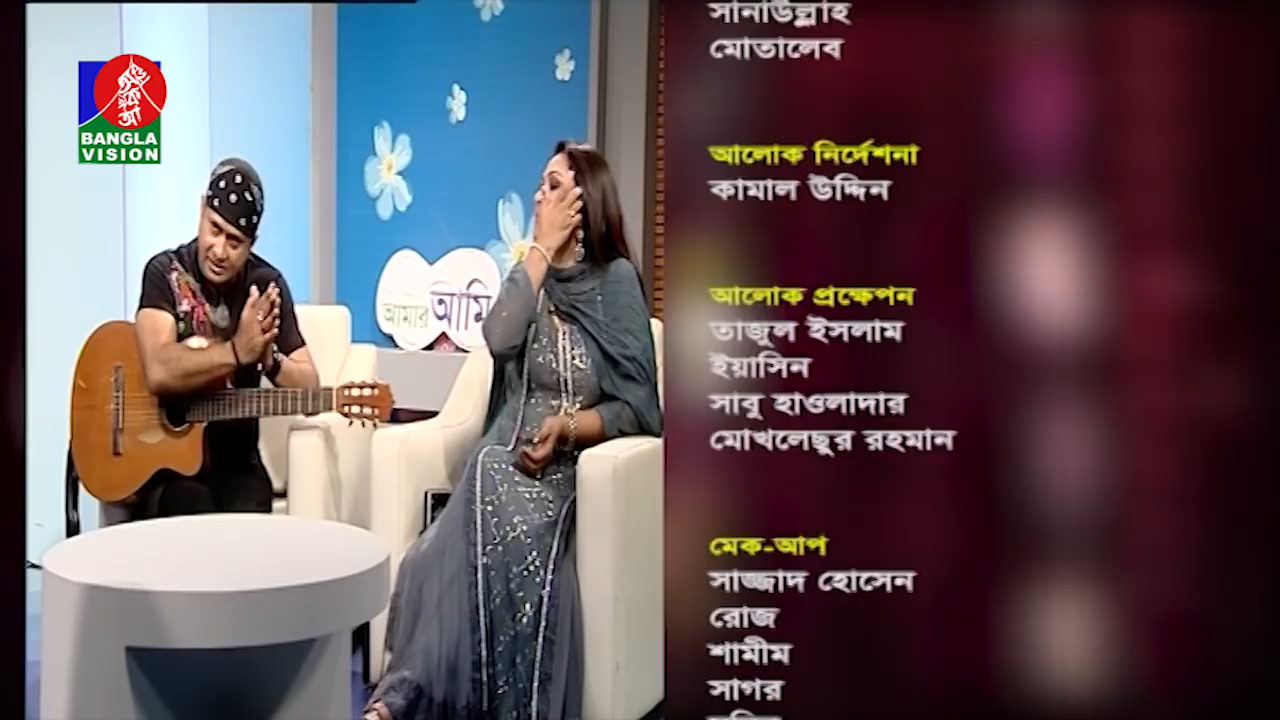 BANGLA
VISION
আমার আমি
সানাউল্লাহ
মোতালেব
আলোক নির্দেশনা
কামাল উদ্দিন
আলোক প্রক্ষেপন
তাজুল ইসলাম
ইয়াসিন
সাবু হাওলাদার
মোখলেছুর রহমান
মেক-আপ
সাজ্জাদ হোসেন
রোজ
শামীম
সাগর